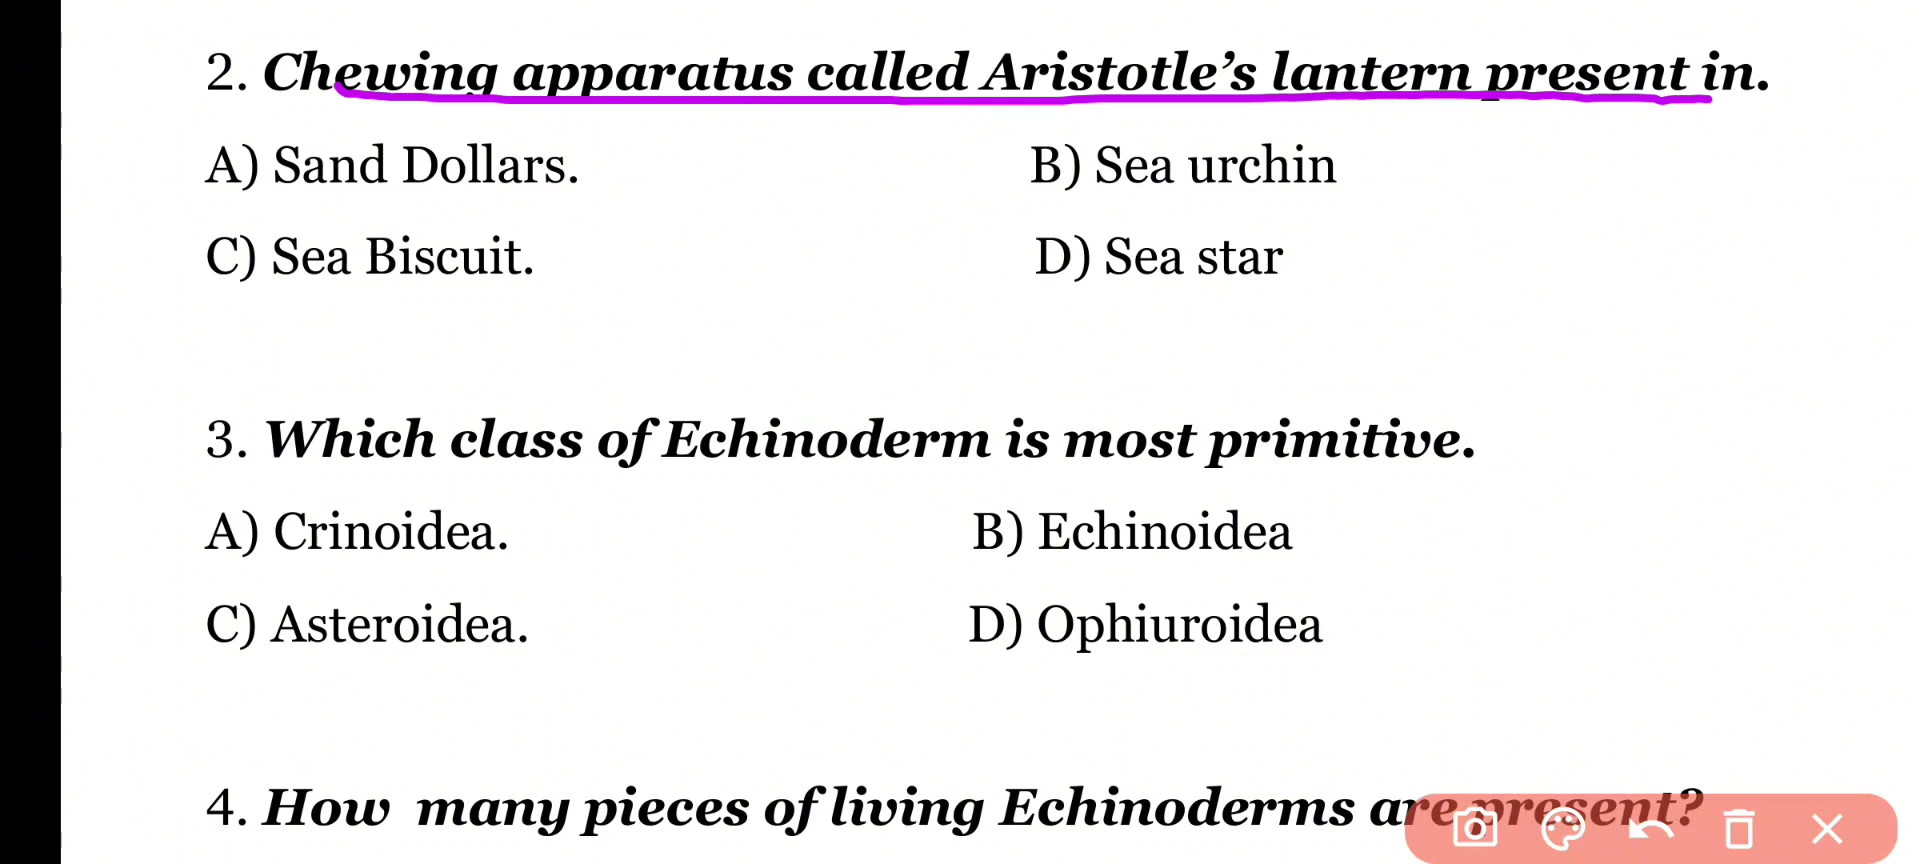 2. Chewing apparatus called Aristotle's lantern present in.
A) Sand Dollars. B) Sea urchin
C) Sea Biscuit. D) Sea star
3. Which class of Echinoderm is most primitive.
A) Crinoidea. B) Echinoidea
C) Asteroidea. D) Ophiuroidea
4. How many pieces of living Echinoderms are present?